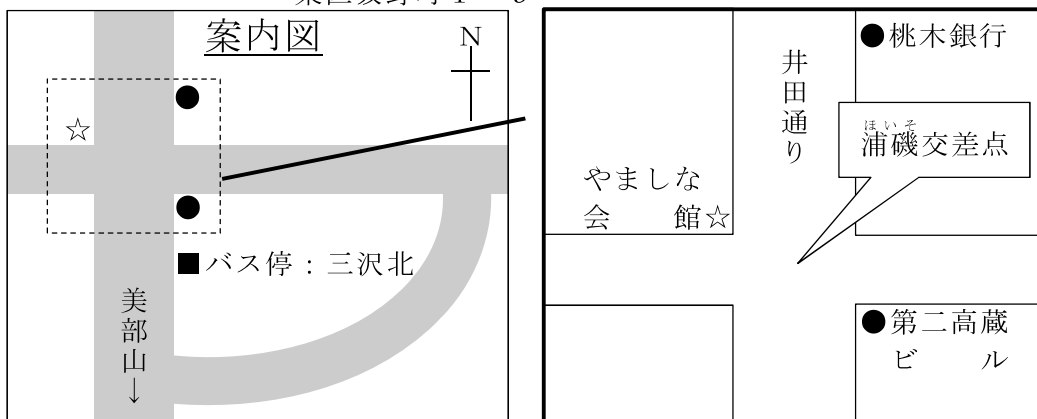 案内図
N
☆
■バス停：三沢北
美部山↓
●桃木銀行
井田通り
ほいそ
浦磯交差点
やましな
会　　館☆
●第二高蔵
ビ　　ル